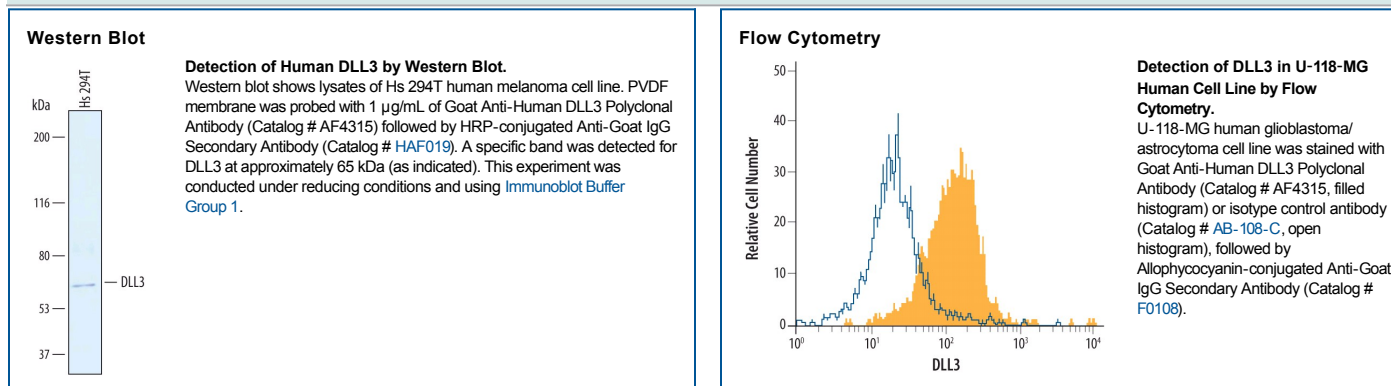 Western Blot
Hs 294T
kDa
200
116
80
53
37
DLL3
Detection of Human DLL3 by Western Blot.
Western blot shows lysates of Hs 294T human melanoma cell line. PVDF
membrane was probed with 1 µg/mL of Goat Anti-Human DLL3 Polyclonal
Antibody (Catalog # AF4315) followed by HRP-conjugated Anti-Goat IgG
Secondary Antibody (Catalog # HAF019). A specific band was detected for
DLL3 at approximately 65 kDa (as indicated). This experiment was
conducted under reducing conditions and using Immunoblot Buffer
Group 1.
Flow Cytometry
Relative Cell Number
50
40
30
20
10
0
10⁰ 10¹ 10² 10³ 10⁴
DLL3
Detection of DLL3 in U-118-MG
Human Cell Line by Flow
Cytometry.
U-118-MG human glioblastoma/
astrocytoma cell line was stained with
Goat Anti-Human DLL3 Polyclonal
Antibody (Catalog # AF4315, filled
histogram) or isotype control antibody
(Catalog # AB-108-C, open
histogram), followed by
Allophycocyanin-conjugated Anti-Goat
IgG Secondary Antibody (Catalog #
F0108).